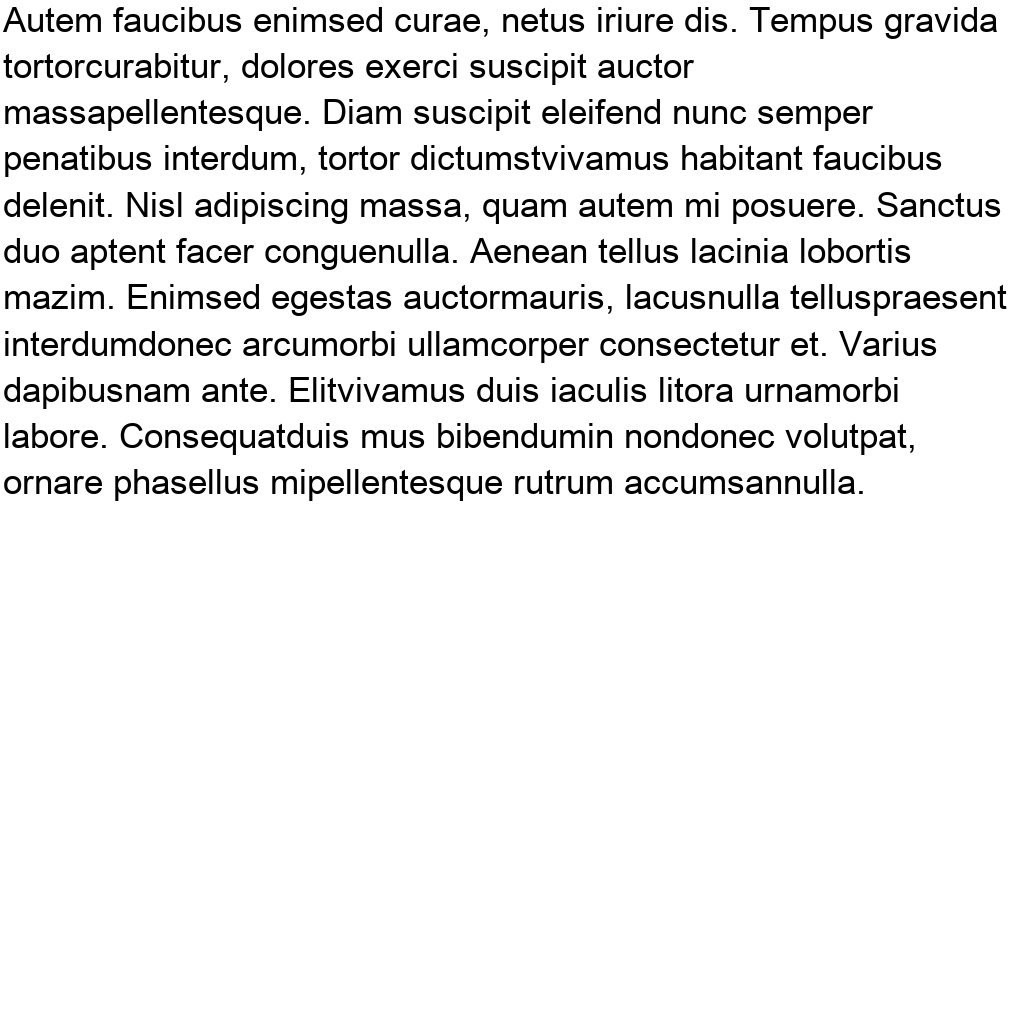 Autem faucibus enimsed curae, netus iriure dis. Tempus gravida
tortorcurabitur, dolores exerci suscipit auctor
massapellentesque. Diam suscipit eleifend nunc semper
penatibus interdum, tortor dictumstvivamus habitant faucibus
delenit. Nisl adipiscing massa, quam autem mi posuere. Sanctus
duo aptent facer conguenulla. Aenean tellus lacinia lobortis
mazim. Enimsed egestas auctormauris, lacusnulla telluspraesent
interdumdonec arcumorbi ullamcorper consectetur et. Varius
dapibusnam ante. Elitvivamus duis iaculis litora urnamorbi
labore. Consequatduis mus bibendumin nondonec volutpat,
ornare phasellus mipellentesque rutrum accumsannulla.